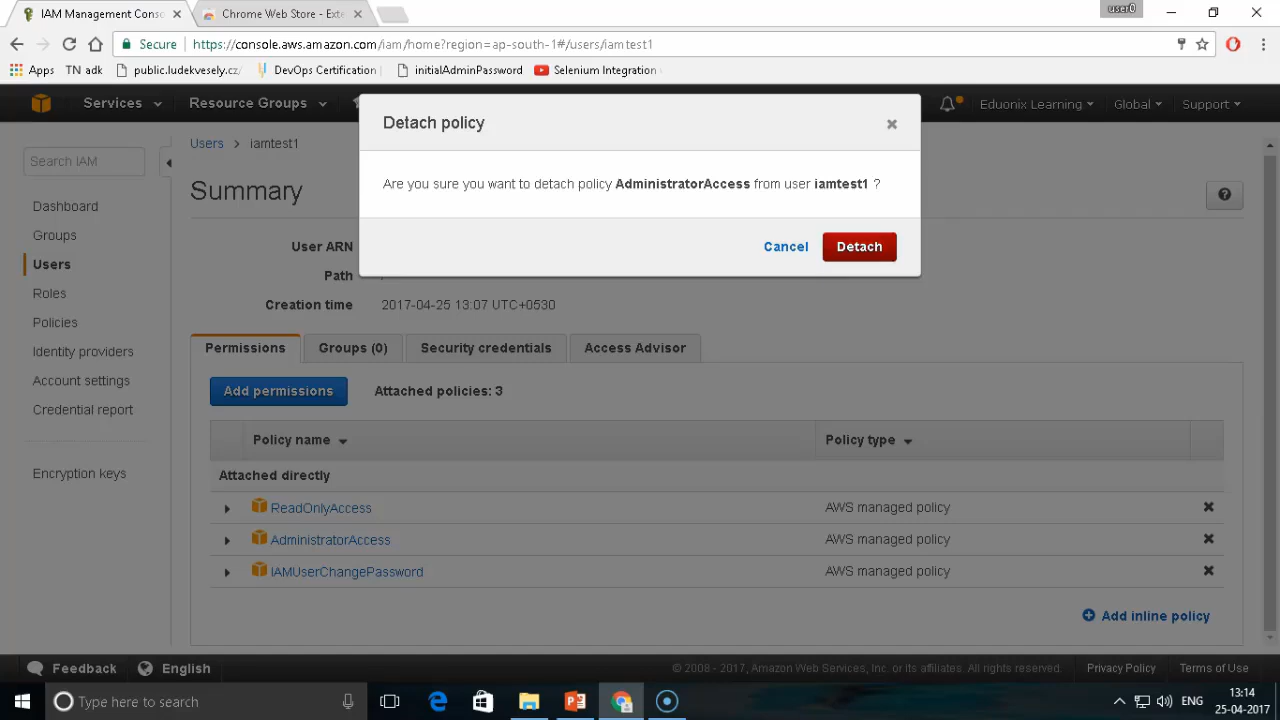 IAM Management Conso
Chrome Web Store - Exte
user0
Secure
https://console.aws.amazon.com/iam/home?region=ap-south-1#/users/iamtest1
Apps
TN adk
public.ludekvesely.cz/
DevOps Certification
initialAdminPassword
Selenium Integration
Services
Resource Groups
Eduonix Learning
Global
Support
Detach policy
Are you sure you want to detach policy AdministratorAccess from user iamtest1 ?
Cancel
Detach
Search IAM
Dashboard
Groups
Users
Roles
Policies
Identity providers
Account settings
Credential report
Encryption keys
Users > iamtest1
Summary
User ARN
Path
Creation time 2017-04-25 13:07 UTC+0530
Permissions
Groups (0)
Security credentials
Access Advisor
Add permissions
Attached policies: 3
Policy name
Policy type
Attached directly
ReadOnlyAccess AWS managed policy
AdministratorAccess AWS managed policy
IAMUserChangePassword AWS managed policy
Add inline policy
Feedback
English
© 2008 - 2017, Amazon Web Services, Inc. or its affiliates. All rights reserved.
Privacy Policy
Terms of Use
Type here to search
ENG
13:14
25-04-2017